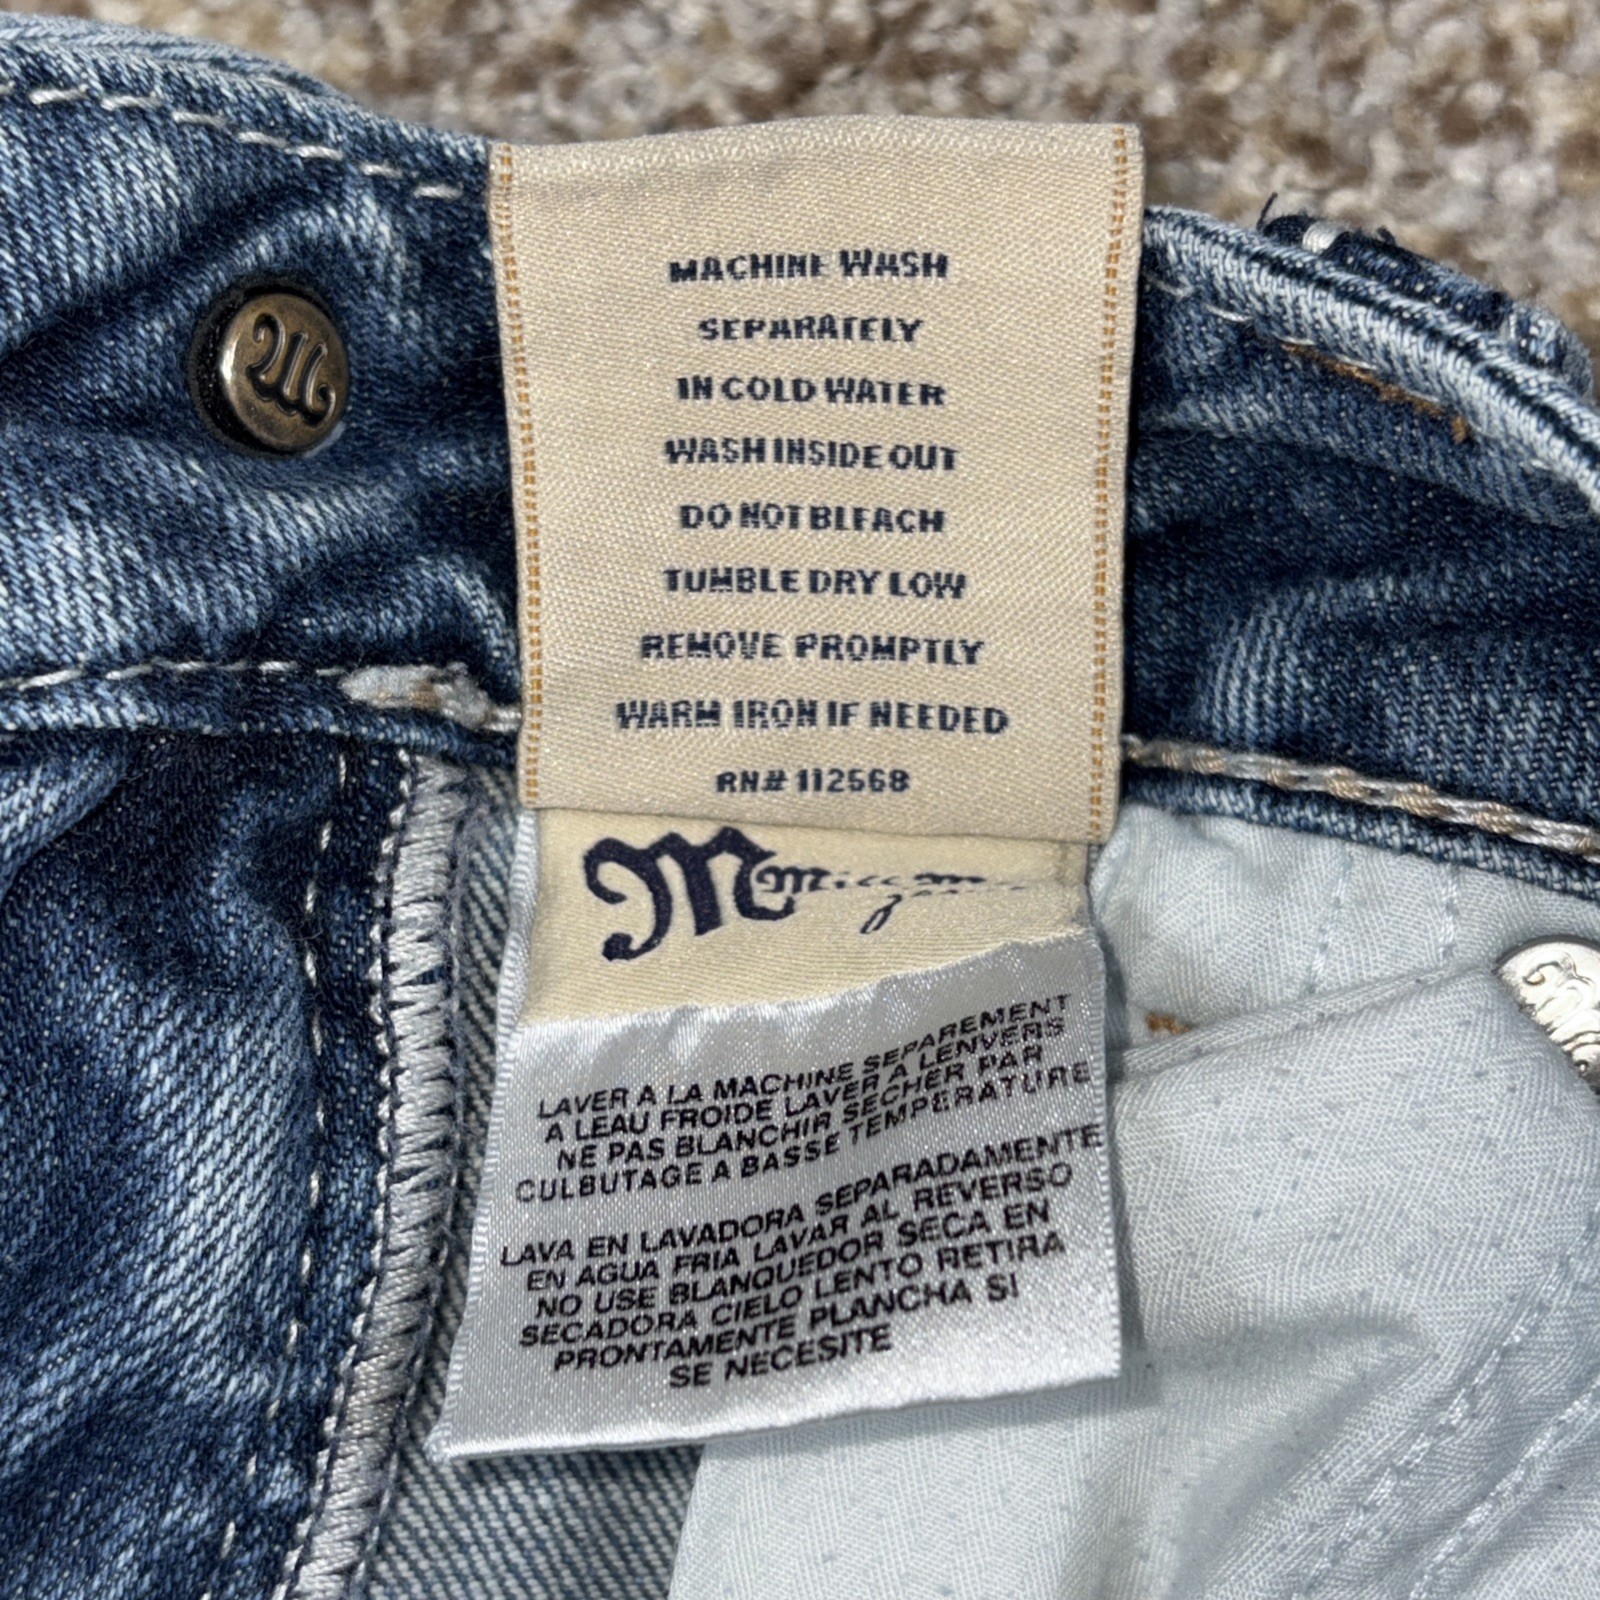 MACHINE WASH
SEPARATELY
IN COLD WATER
WASH INSIDE OUT
DO NOT BLEACH
TUMBLE DRY LOW
REMOVE PROMPTLY
WARM IRON IF NEEDED
RN# 112568
M
LAVER A LA MACHINE SEPAREMENT
A LEAU FROIDE LAVER A LENVERS
NE PAS BLANCHIR SECHER PAR
CULBUTAGE A BASSE TEMPERATURE
LAVA EN LAVADORA SEPARADAMENTE
EN AGUA FRIA LAVAR AL REVERSO
NO USE BLANQUEDOR SECA EN
SECADORA CIELO LENTO RETIRA
PRONTAMENTE PLANCHA SI
SE NECESITE